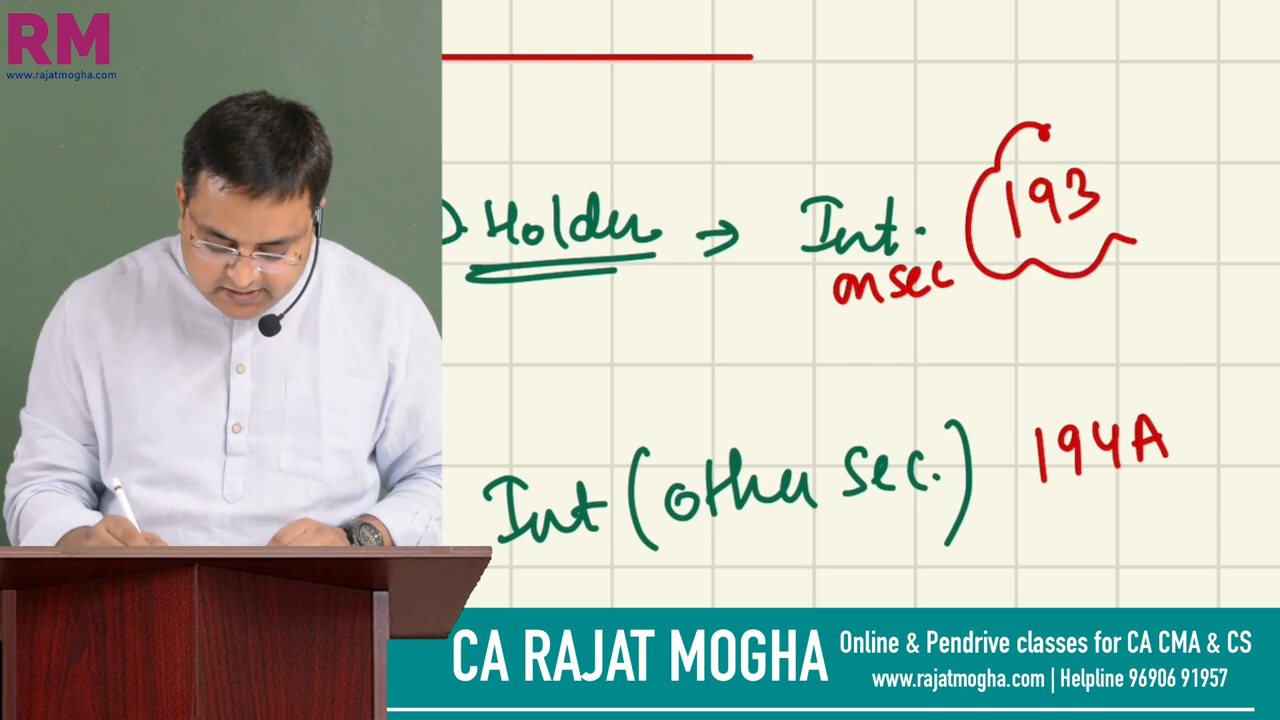 RM
www.rajatmogha.com
D. Holder → Int. 193
on sec
Int (other sec.) 194A
CA RAJAT MOGHA
Online & Pendrive classes for CA CMA & CS
www.rajatmogha.com | Helpline 96906 91957